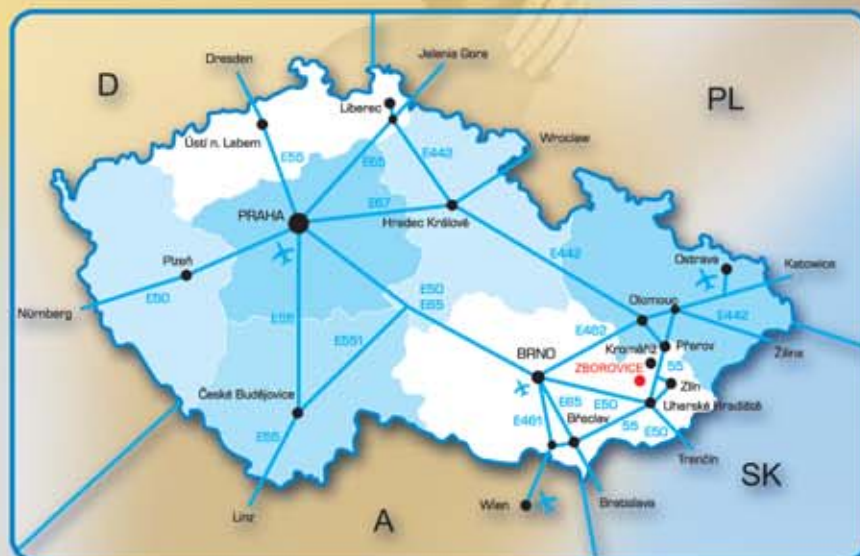 Dresden
Jelenia Gora
D
PL
Liberec
Ústí n. Labem
Wroclaw
E55
E65
E442
PRAHA
E67
Hradec Králové
Plzeň
E442
Ostrava
Katowice
E50
E50
E65
Olomouc
Nürnberg
E55
E551
E462
E442
Kroměříž
Přerov
Žilina
BRNO
ZBOROVICE
55
Zlín
České Budějovice
E65
E50
Uherské Hradiště
E461
Břeclav
55
E50
E55
Trenčín
SK
Linz
A
Wien
Bratislava